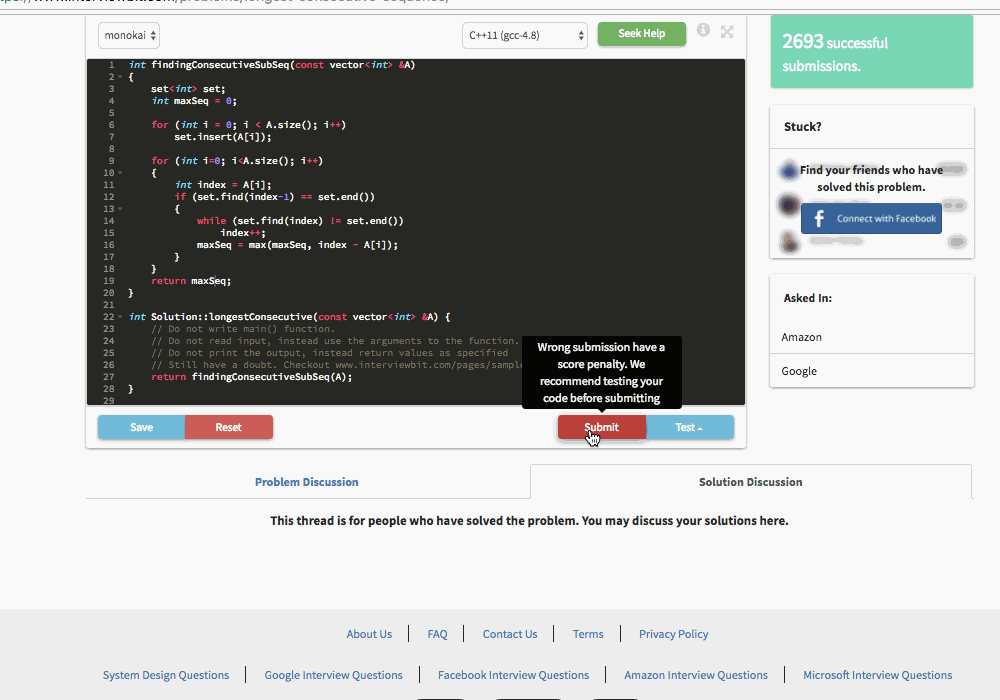 monokai
C++11 (gcc-4.8)
Seek Help
1 int findingConsecutiveSubSeq(const vector<int> &A)
2 {
3     set<int> set;
4     int maxSeq = 0;
5
6     for (int i = 0; i < A.size(); i++)
7         set.insert(A[i]);
8
9     for (int i=0; i<A.size(); i++)
10     {
11         int index = A[i];
12         if (set.find(index-1) == set.end())
13         {
14             while (set.find(index) != set.end())
15                 index++;
16             maxSeq = max(maxSeq, index - A[i]);
17         }
18     }
19     return maxSeq;
20 }
21
22 int Solution::longestConsecutive(const vector<int> &A) {
23     // Do not write main() function.
24     // Do not read input, instead use the arguments to the function.
25     // Do not print the output, instead return values as specified
26     // Still have a doubt. Checkout www.interviewbit.com/pages/sample
27     return findingConsecutiveSubSeq(A);
28 }
29
Wrong submission have a
score penalty. We
recommend testing your
code before submitting
Save
Reset
Submit
Test
2693 successful
submissions.
Stuck?
Find your friends who have
solved this problem.
f Connect with Facebook
Asked In:
Amazon
Google
Problem Discussion
Solution Discussion
This thread is for people who have solved the problem. You may discuss your solutions here.
About Us
FAQ
Contact Us
Terms
Privacy Policy
System Design Questions
Google Interview Questions
Facebook Interview Questions
Amazon Interview Questions
Microsoft Interview Questions